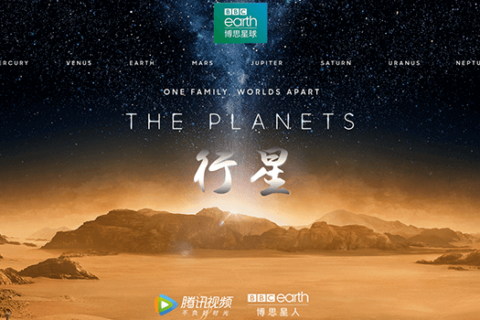 BBC
earth
博思星球
ERCURY VENUS EARTH MARS JUPITER SATURN URANUS NEPTU
ONE FAMILY, WORLDS APART
THE PLANETS
行星
腾讯视频 BBC earth
不负好时光 博思星人